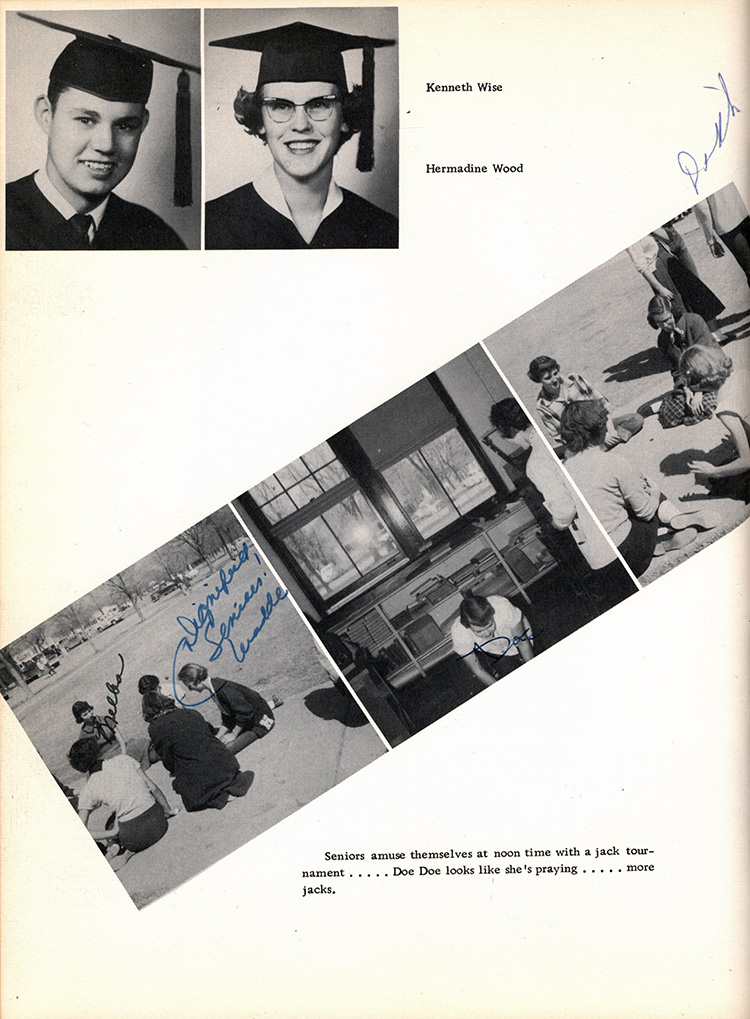 Kenneth Wise
Hermadine Wood
Dignified
Seniors!
Melba
Seniors amuse themselves at noon time with a jack tour-
nament ..... Doe Doe looks like she's praying ..... more
jacks.